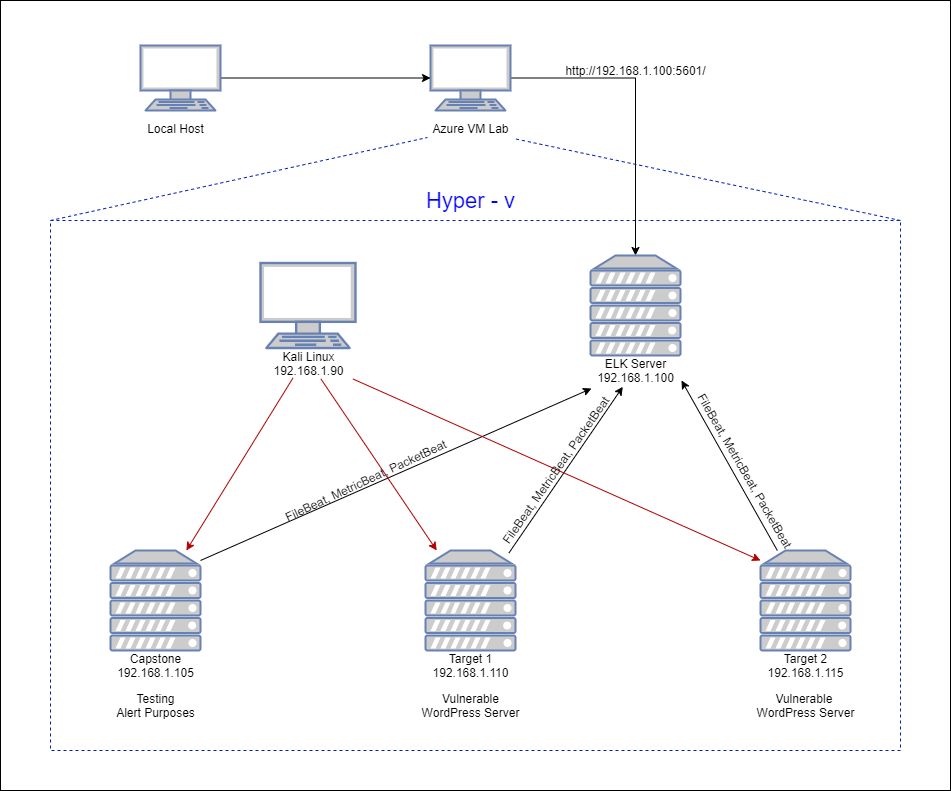 http://192.168.1.100:5601/
Local Host
Azure VM Lab
Hyper - v
Kali Linux
192.168.1.90
ELK Server
192.168.1.100
FileBeat, MetricBeat, PacketBeat
FileBeat, MetricBeat, PacketBeat
FileBeat, MetricBeat, PacketBeat
Capstone
192.168.1.105
Testing
Alert Purposes
Target 1
192.168.1.110
Vulnerable
WordPress Server
Target 2
192.168.1.115
Vulnerable
WordPress Server